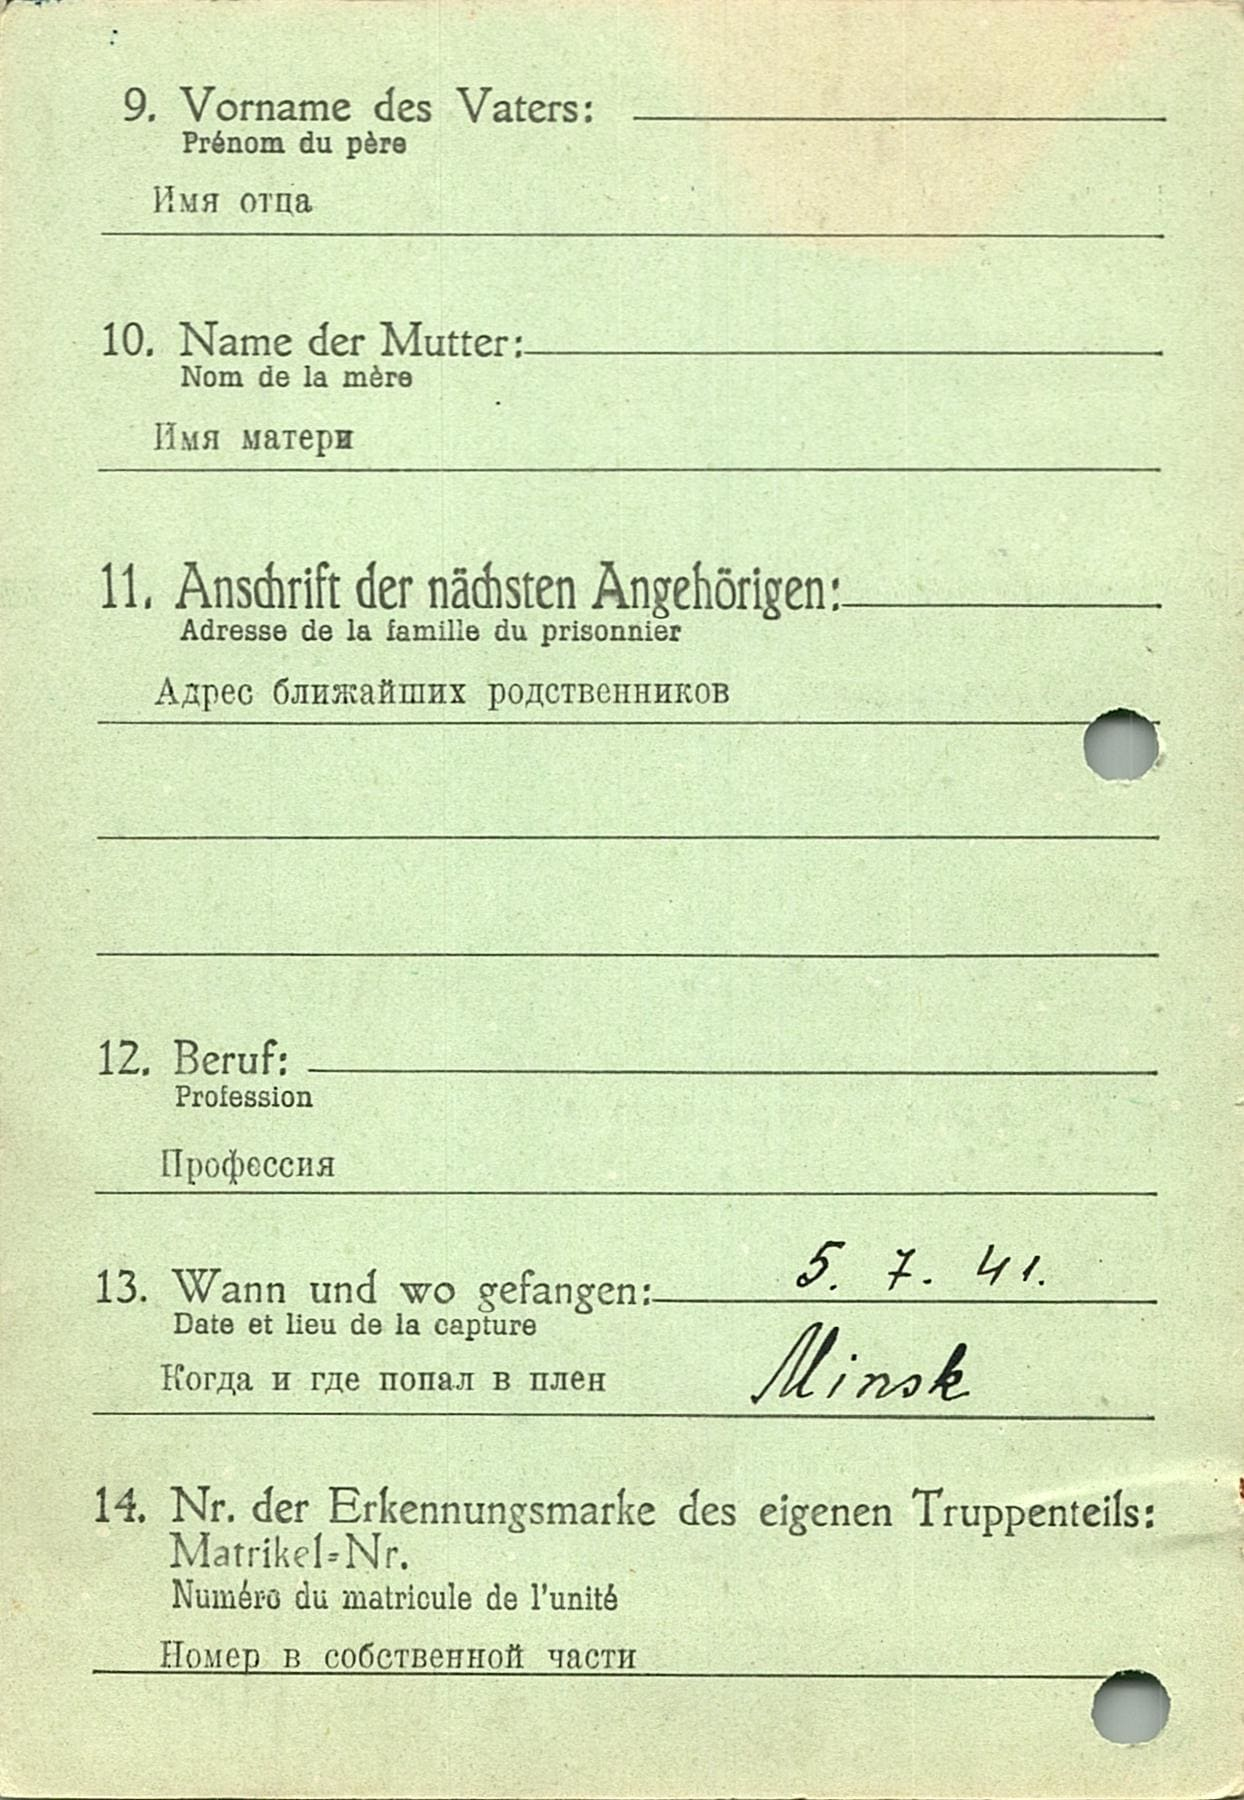 9. Vorname des Vaters:
Prénom du père
Имя отца
10. Name der Mutter:
Nom de la mère
Имя матери
11. Anschrift der nächsten Angehörigen:
Adresse de la famille du prisonnier
Адрес ближайших родственников
12. Beruf:
Profession
Профессия
13. Wann und wo gefangen: 5. 7. 41.
Date et lieu de la capture
Когда и где попал в плен Minsk
14. Nr. der Erkennungsmarke des eigenen Truppenteils:
Matrikel-Nr.
Numéro du matricule de l'unité
Номер в собственной части